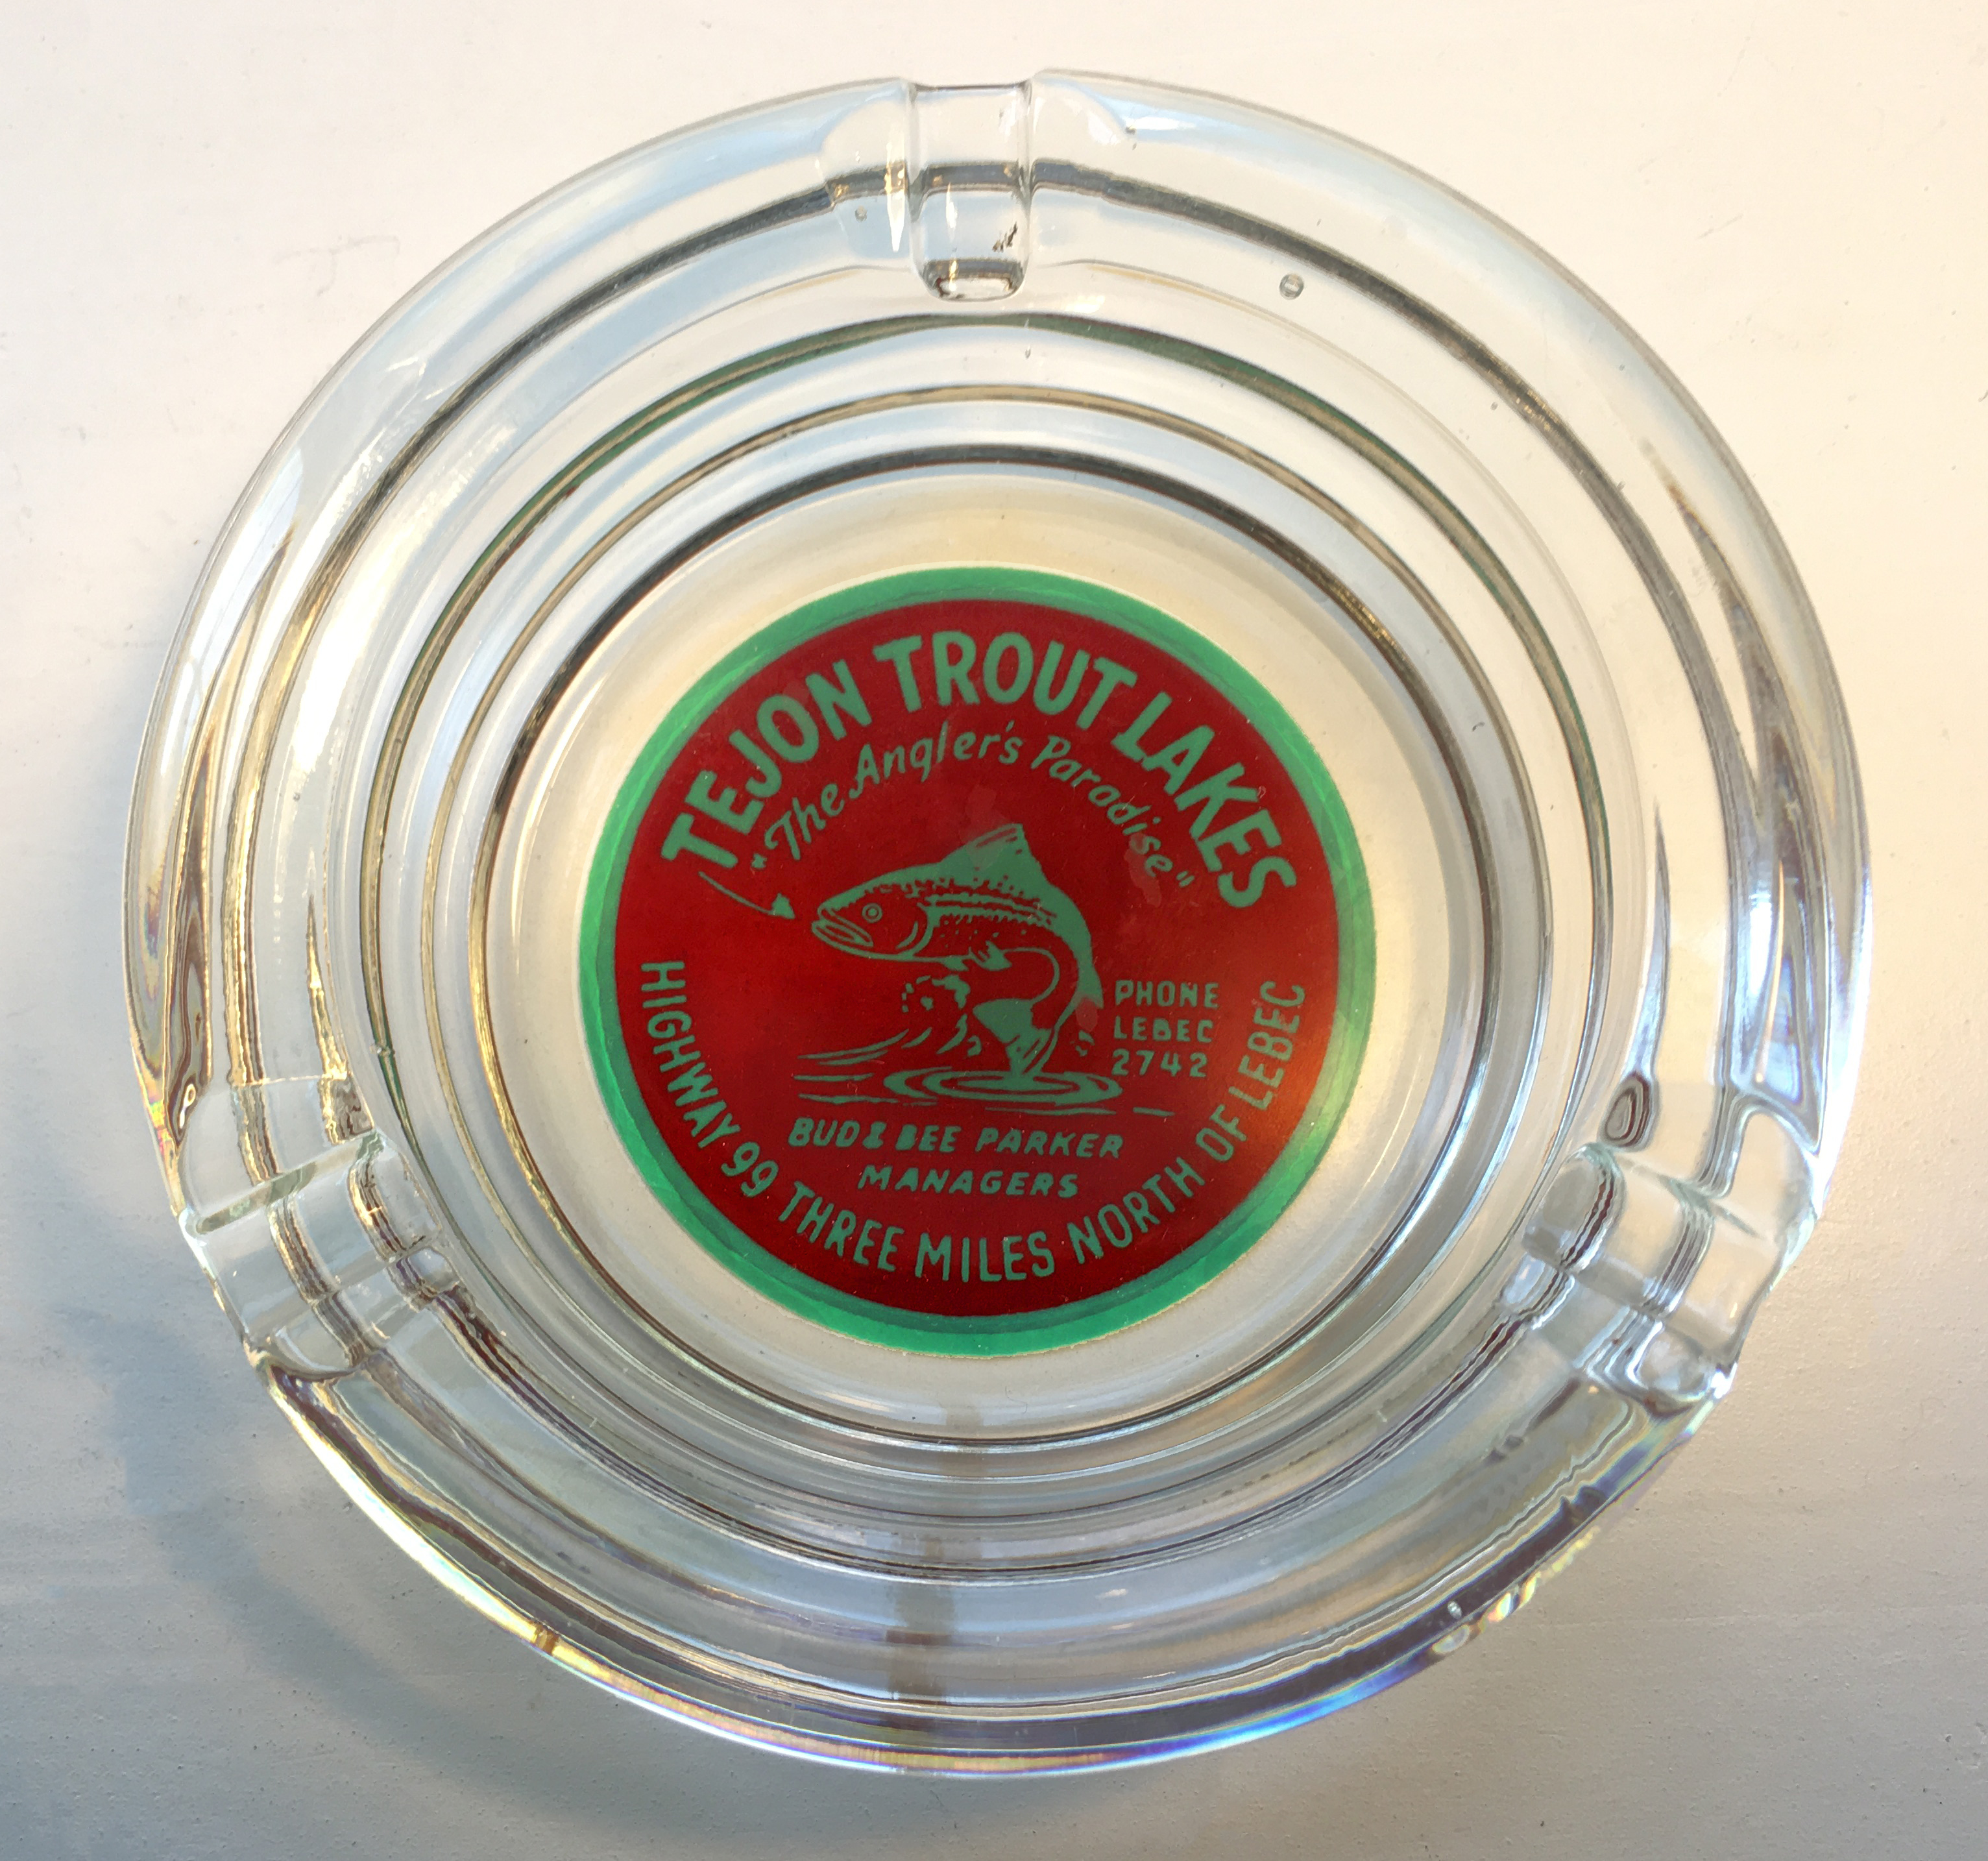 TEJON TROUT LAKES
"The Angler's Paradise"
PHONE
LEBEC
2742
BUD & BEE PARKER
MANAGERS
HIGHWAY 99 THREE MILES NORTH OF LEBEC